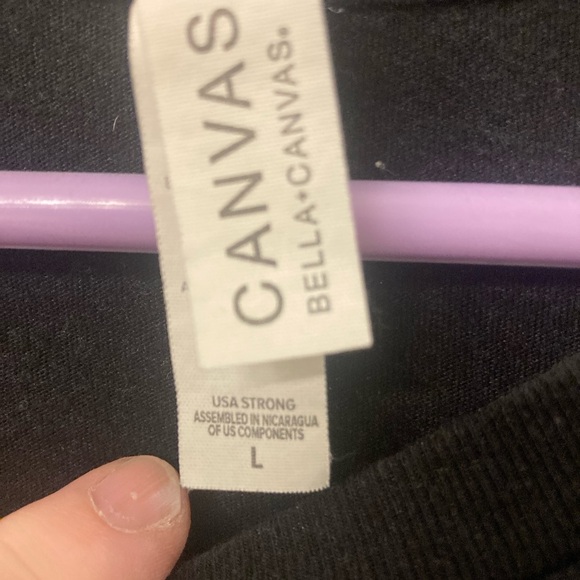 CANVAS
BELLA+CANVAS®
USA STRONG
ASSEMBLED IN NICARAGUA
OF US COMPONENTS
L